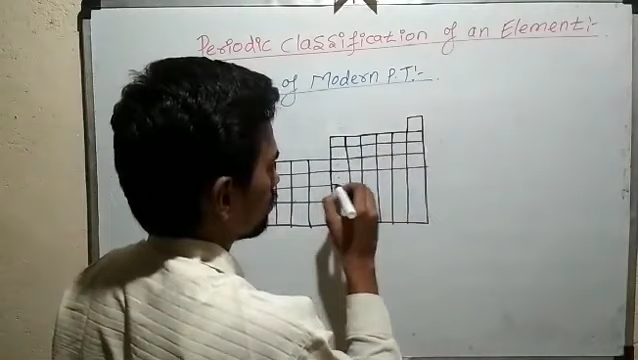 Periodic Classification of an Element:-
of Modern P.T:-